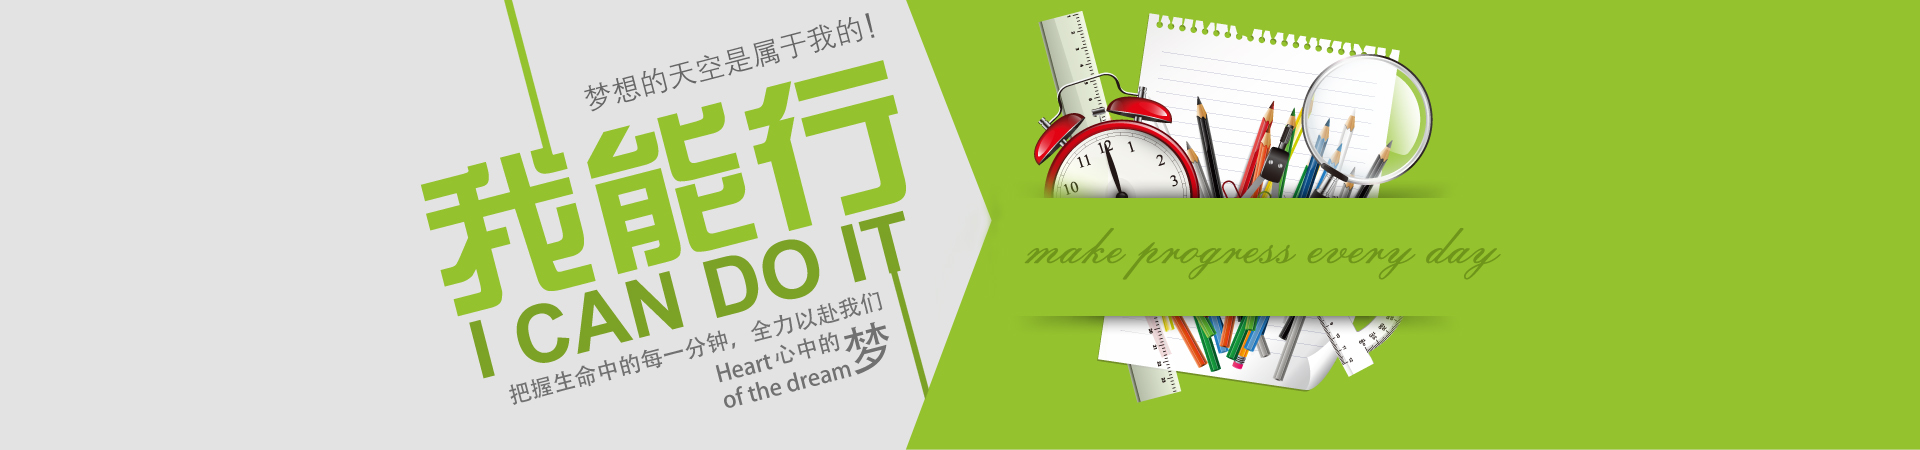 梦想的天空是属于我的!
我能行
I CAN DO IT
把握生命中的每一分钟，全力以赴我们
Heart 心中的梦
of the dream
10 11 12 1 2 3
make progress every day